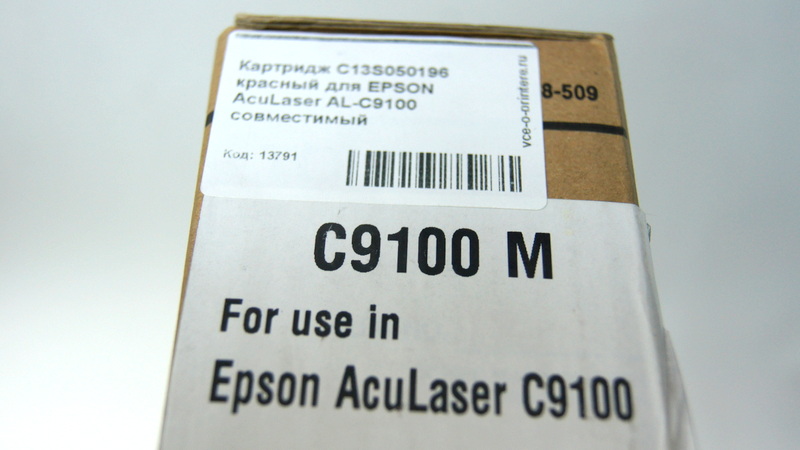 Картридж C13S050196
красный для EPSON
AcuLaser AL-C9100
совместимый
Код: 13791
vce-o-printere.ru
8-509
C9100 M
For use in
Epson AcuLaser C9100